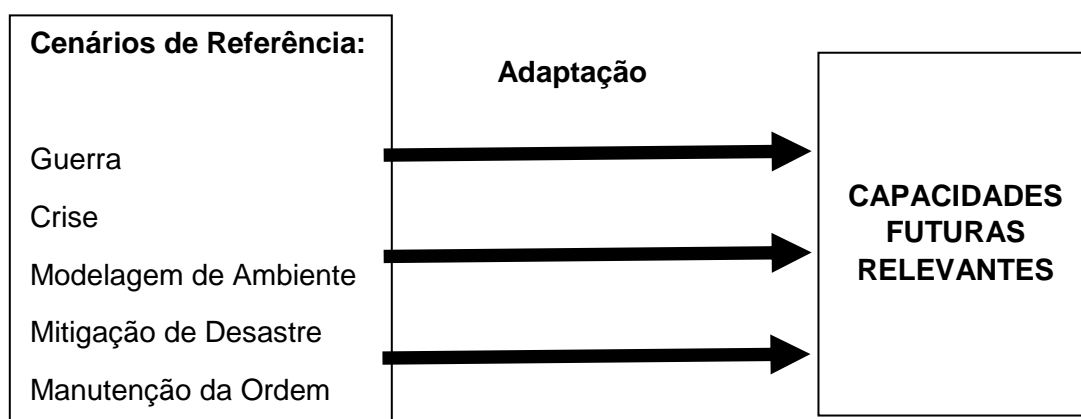 Cenários de Referência:
Adaptação
Guerra
Crise
Modelagem de Ambiente
Mitigação de Desastre
Manutenção da Ordem
CAPACIDADES
FUTURAS
RELEVANTES